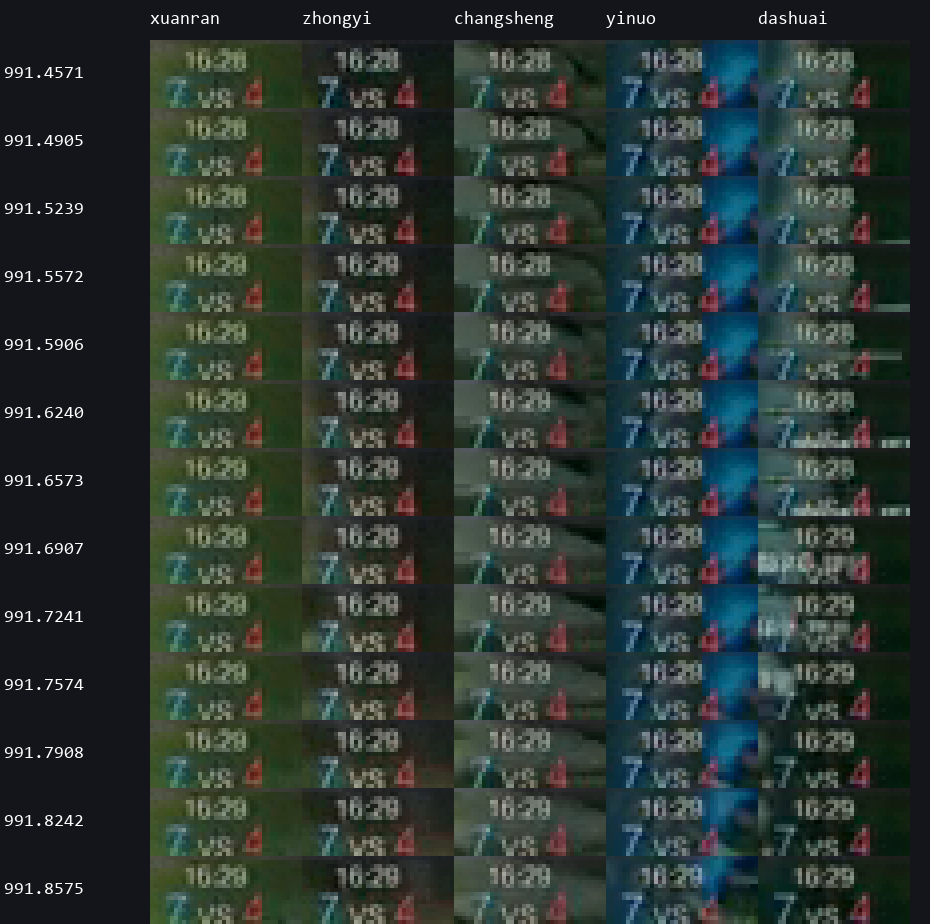 xuanran zhongyi changsheng yinuo dashuai
991.4571 16:28 16:28 16:28 16:28 16:28
7 vs 4 7 vs 4 7 vs 4 7 vs 4 7 vs 4
991.4905 16:28 16:28 16:28 16:28 16:28
7 vs 4 7 vs 4 7 vs 4 7 vs 4 7 vs 4
991.5239 16:28 16:29 16:28 16:28 16:28
7 vs 4 7 vs 4 7 vs 4 7 vs 4 7 vs 4
991.5572 16:29 16:29 16:28 16:28 16:28
7 vs 4 7 vs 4 7 vs 4 7 vs 4 7 vs 4
991.5906 16:29 16:29 16:29 16:28 16:28
7 vs 4 7 vs 4 7 vs 4 7 vs 4 7 vs 4
991.6240 16:29 16:29 16:29 16:29 16:29
7 vs 4 7 vs 4 7 vs 4 7 vs 4 7 4
991.6573 16:29 16:29 16:29 16:29 16:29
7 vs 4 7 vs 4 7 vs 4 7 vs 4 7 4
991.6907 16:29 16:29 16:29 16:29 16:29
7 vs 4 7 vs 4 7 vs 4 7 vs 4 4
991.7241 16:29 16:29 16:29 16:29 16:29
7 vs 4 7 vs 4 7 vs 4 7 vs 4 vs 4
991.7574 16:29 16:29 16:29 16:29 16:29
7 vs 4 7 vs 4 7 vs 4 7 vs 4 7 vs 4
991.7908 16:29 16:29 16:29 16:29 16:29
7 vs 4 7 vs 4 7 vs 4 7 vs 4 7 vs 4
991.8242 16:29 16:29 16:29 16:29 16:29
7 vs 4 7 vs 4 7 vs 4 7 vs 4 7 vs 4
991.8575 16:29 16:29 16:29 16:29 16:29
7 vs 4 7 vs 4 7 vs 4 7 vs 4 7 vs 4